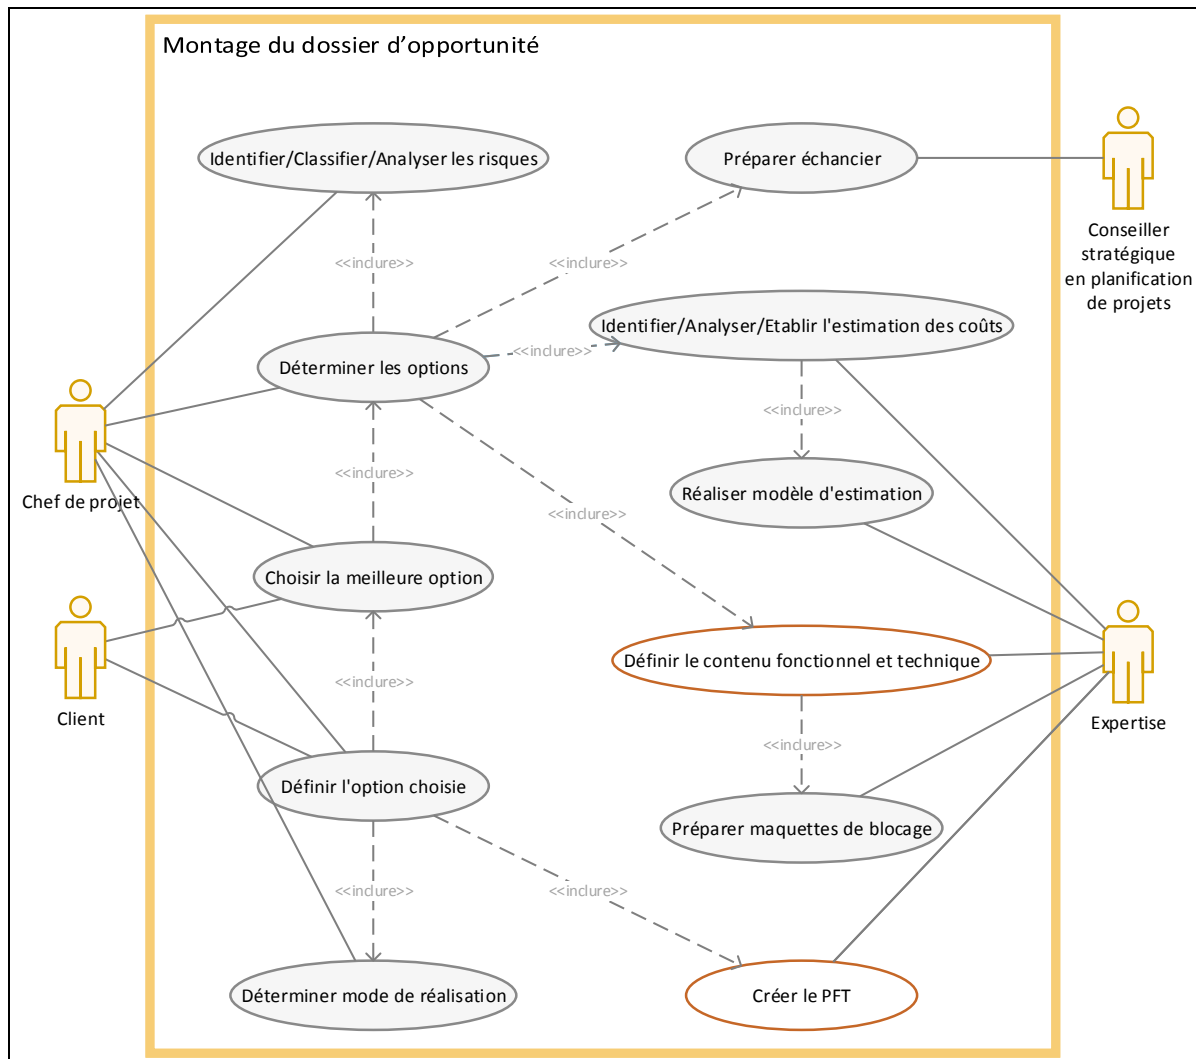 Montage du dossier d'opportunité
Identifier/Classifier/Analyser les risques
Préparer échancier
Conseiller
stratégique
en planification
de projets
<<inclure>>
<<inclure>>
Identifier/Analyser/Etablir l'estimation des coûts
<<inclure>>
Déterminer les options
<<inclure>>
Chef de projet
<<inclure>>
Réaliser modèle d'estimation
<<inclure>>
Choisir la meilleure option
Définir le contenu fonctionnel et technique
<<inclure>>
Client
Expertise
<<inclure>>
Définir l'option choisie
Préparer maquettes de blocage
<<inclure>>
<<inclure>>
Déterminer mode de réalisation
Créer le PFT